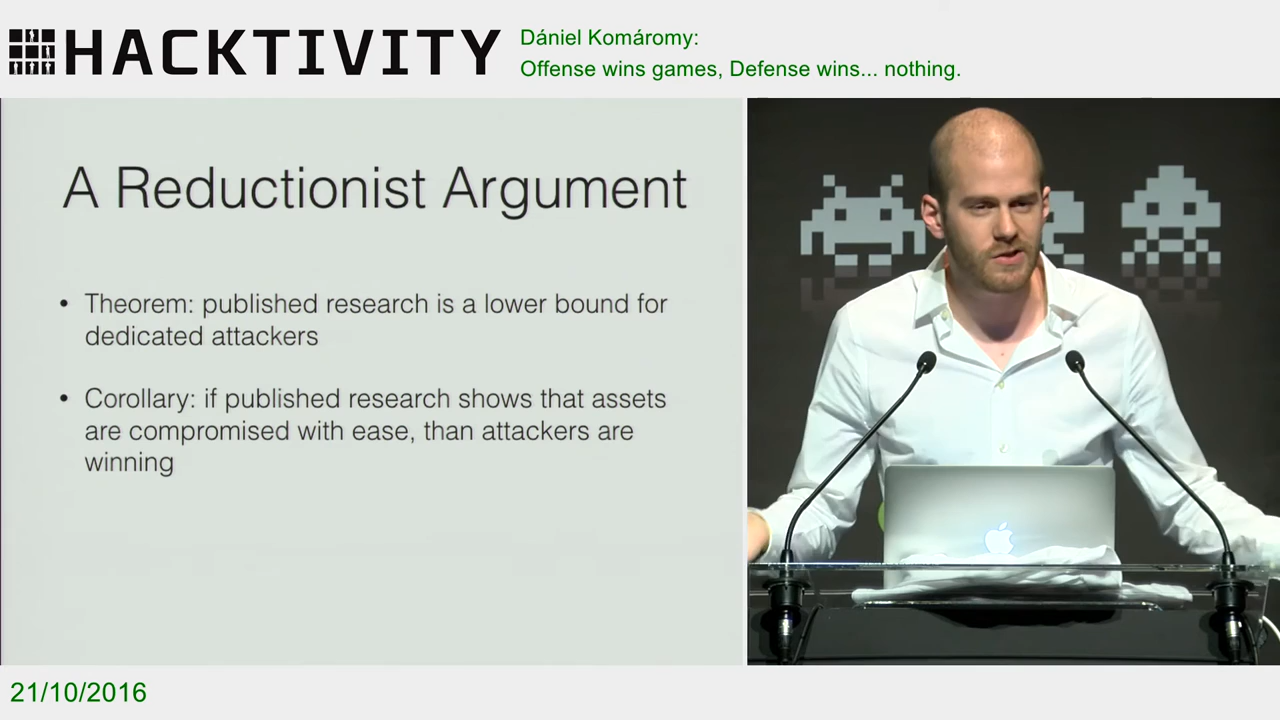 HACKTIVITY
Dániel Komáromy:
Offense wins games, Defense wins... nothing.
A Reductionist Argument
• Theorem: published research is a lower bound for
dedicated attackers
• Corollary: if published research shows that assets
are compromised with ease, than attackers are
winning
21/10/2016